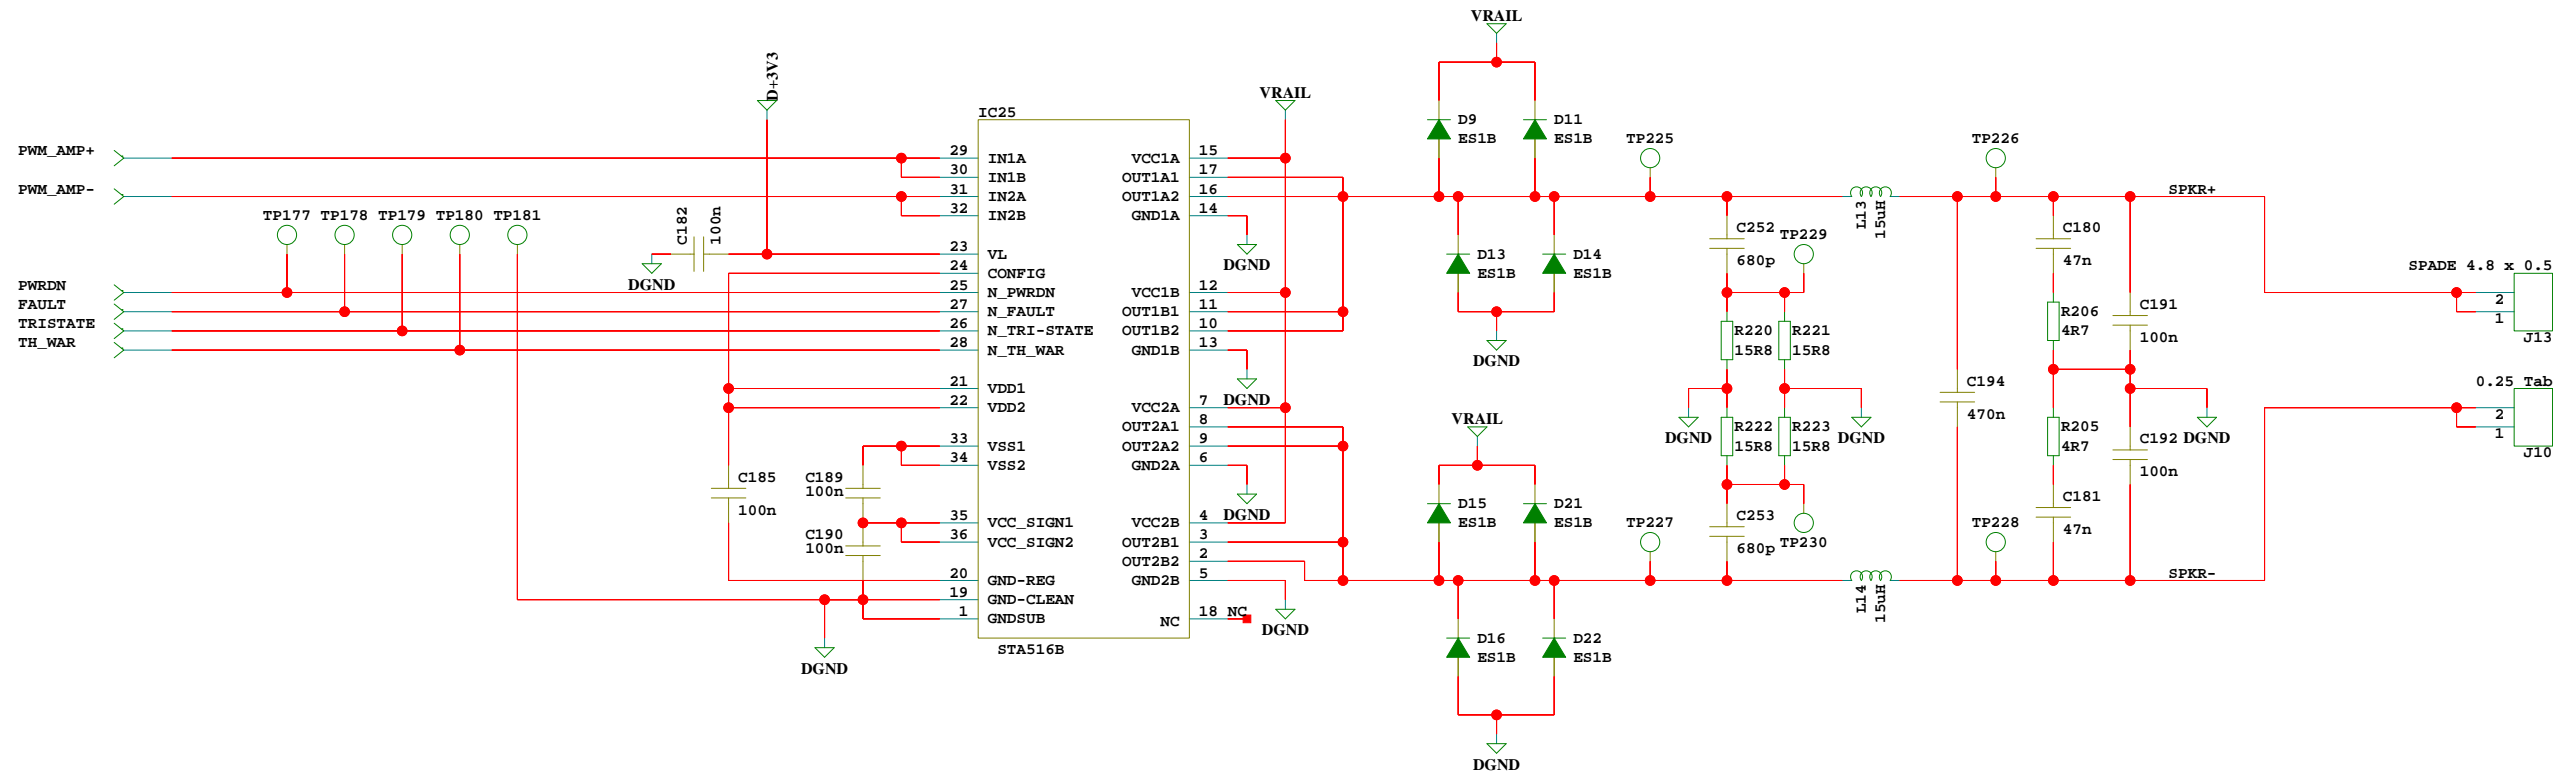 VRAIL
D+3V3
VRAIL
IC25
D9
ES1B
D11
ES1B
TP225
TP226
PWM_AMP+
29 IN1A
VCC1A 15
30 IN1B
OUT1A1 17
PWM_AMP-
31 IN2A
OUT1A2 16
SPKR+
32 IN2B
GND1A 14
TP177 TP178 TP179 TP180 TP181
C182
100n
L13
15uH
C252
680p
TP229
C180
47n
23 VL
DGND
D13
ES1B
D14
ES1B
24 CONFIG
DGND
SPADE 4.8 x 0.5
PWRDN
25 N_PWRDN
VCC1B 12
FAULT
27 N_FAULT
OUT1B1 11
TRISTATE
26 N_TRI-STATE
OUT1B2 10
TH_WAR
28 N_TH_WAR
GND1B 13
DGND
R220
15R8
R221
15R8
R206
4R7
C191
100n
2
1
J13
21 VDD1
DGND
C194
470n
0.25 Tab
22 VDD2
VCC2A 7
OUT2A1 8
VRAIL
DGND
R222
15R8
R223
15R8
DGND
R205
4R7
C192
100n
DGND
2
1
J10
33 VSS1
OUT2A2 9
34 VSS2
GND2A 6
C185
100n
C189
100n
DGND
D15
ES1B
D21
ES1B
C181
47n
35 VCC_SIGN1
VCC2B 4
36 VCC_SIGN2
OUT2B1 3
C190
100n
TP227
C253
680p
TP230
TP228
OUT2B2 2
20 GND-REG
GND2B 5
SPKR-
19 GND-CLEAN
L14
15uH
1 GNDSUB
NC 18 NC
DGND
STA516B
DGND
D16
ES1B
D22
ES1B
DGND